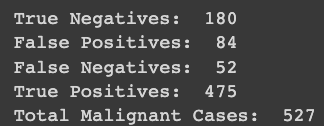 True Negatives:  180
False Positives:  84
False Negatives:  52
True Positives:  475
Total Malignant Cases:  527